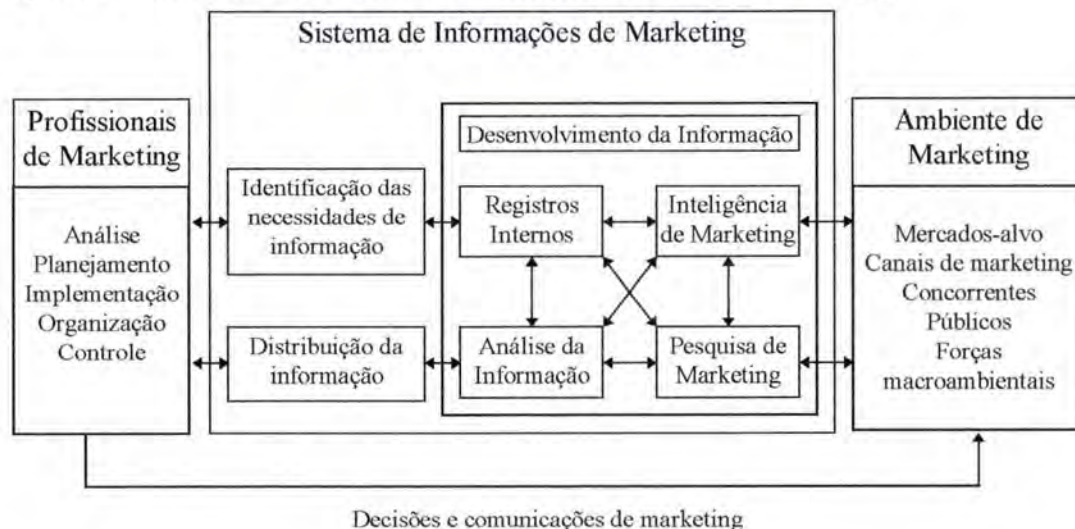 Sistema de Informações de Marketing
Profissionais
de Marketing
Análise
Planejamento
Implementação
Organização
Controle
Identificação das
necessidades de
informação
Distribuição da
informação
Desenvolvimento da Informação
Registros
Internos
Inteligência
de Marketing
Análise da
Informação
Pesquisa de
Marketing
Ambiente de
Marketing
Mercados-alvo
Canais de marketing
Concorrentes
Públicos
Forças
macroambientais
Decisões e comunicações de marketing